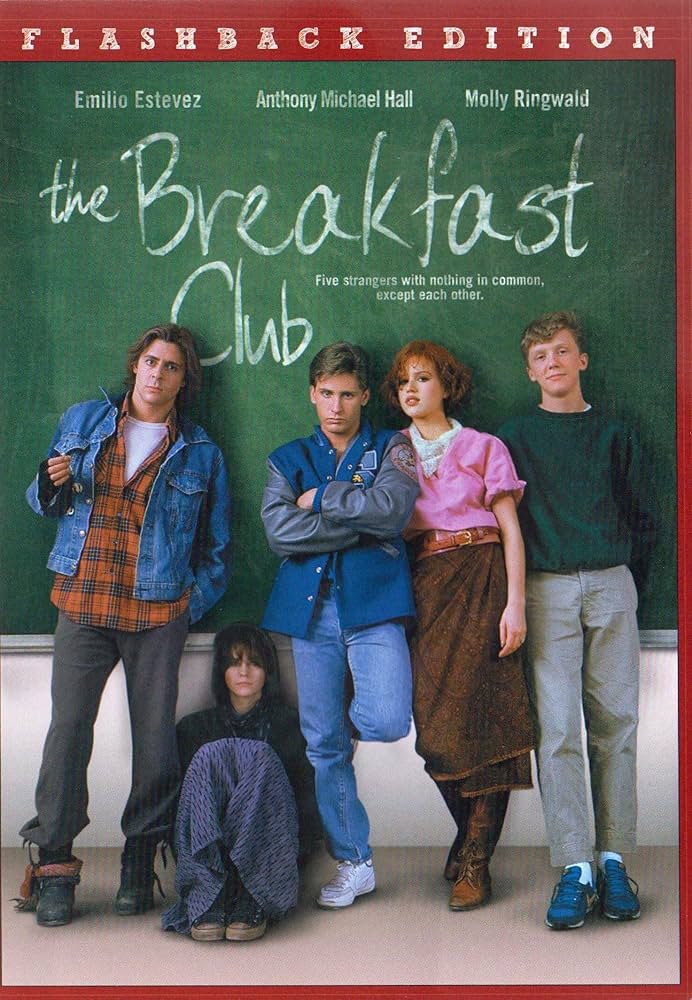 FLASHBACK EDITION
Emilio Estevez Anthony Michael Hall Molly Ringwald
the Breakfast
Club
Five strangers with nothing in common,
except each other.